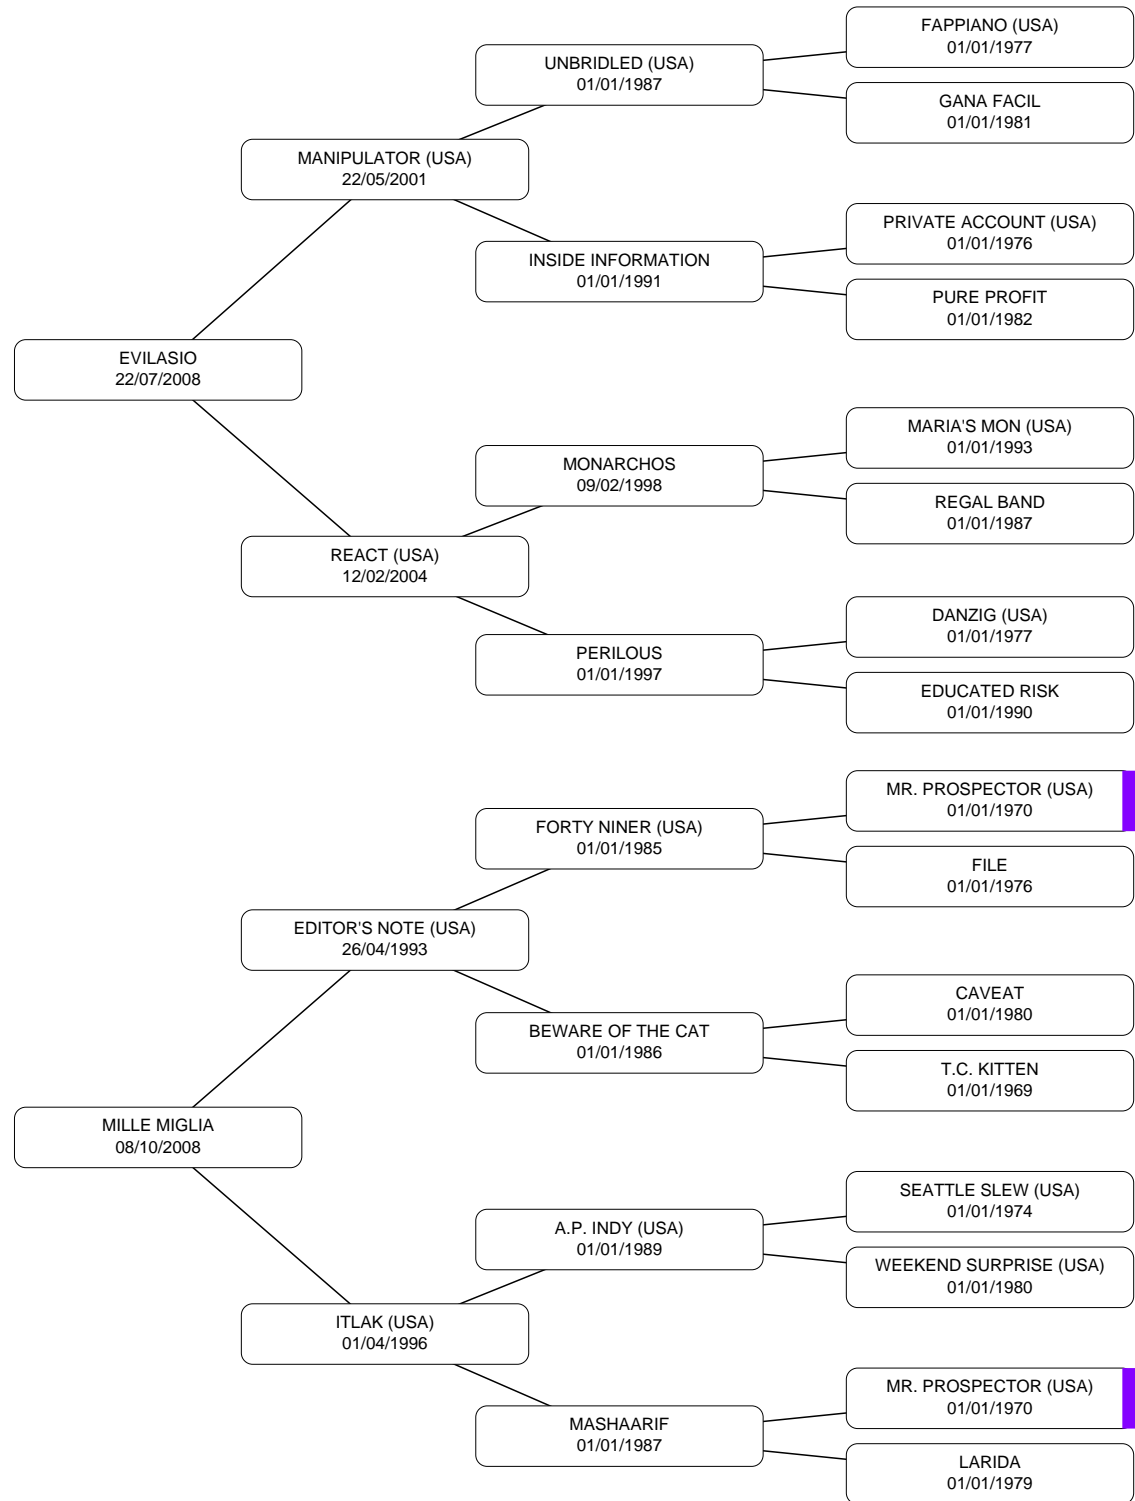 FAPPIANO (USA)
01/01/1977
UNBRIDLED (USA)
01/01/1987
GANA FACIL
01/01/1981
MANIPULATOR (USA)
22/05/2001
PRIVATE ACCOUNT (USA)
01/01/1976
INSIDE INFORMATION
01/01/1991
PURE PROFIT
01/01/1982
EVILASIO
22/07/2008
MARIA'S MON (USA)
01/01/1993
MONARCHOS
09/02/1998
REGAL BAND
01/01/1987
REACT (USA)
12/02/2004
DANZIG (USA)
01/01/1977
PERILOUS
01/01/1997
EDUCATED RISK
01/01/1990
MR. PROSPECTOR (USA)
01/01/1970
FORTY NINER (USA)
01/01/1985
FILE
01/01/1976
EDITOR'S NOTE (USA)
26/04/1993
CAVEAT
01/01/1980
BEWARE OF THE CAT
01/01/1986
T.C. KITTEN
01/01/1969
MILLE MIGLIA
08/10/2008
SEATTLE SLEW (USA)
01/01/1974
A.P. INDY (USA)
01/01/1989
WEEKEND SURPRISE (USA)
01/01/1980
ITLAK (USA)
01/04/1996
MR. PROSPECTOR (USA)
01/01/1970
MASHAARIF
01/01/1987
LARIDA
01/01/1979